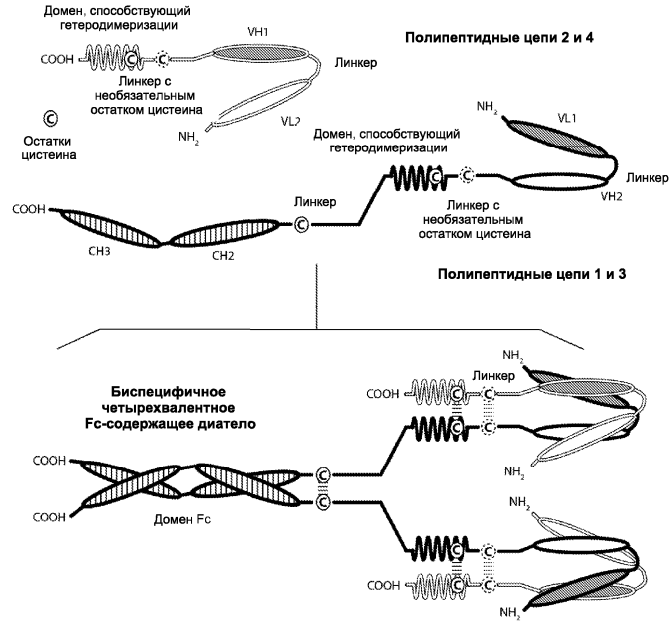 Домен, способствующий
гетеродимеризации
VH1
Полипептидные цепи 2 и 4
COOH
C
C
Линкер
Линкер с
необязательным
остатком цистеина
VL2
NH2
C
Остатки
цистеина
Домен, способствующий
гетеродимеризации
NH2
VL1
C
C
Линкер
VH2
Линкер с
необязательным
остатком цистеина
COOH
Линкер
C
CH3
CH2
Полипептидные цепи 1 и 3
Биспецифичное
четырехвалентное
Fc-содержащее диатело
NH2
Линкер
COOH
C
C
C
C
NH2
COOH
COOH
C
C
Домен Fc
NH2
C
C
COOH
C
C
NH2